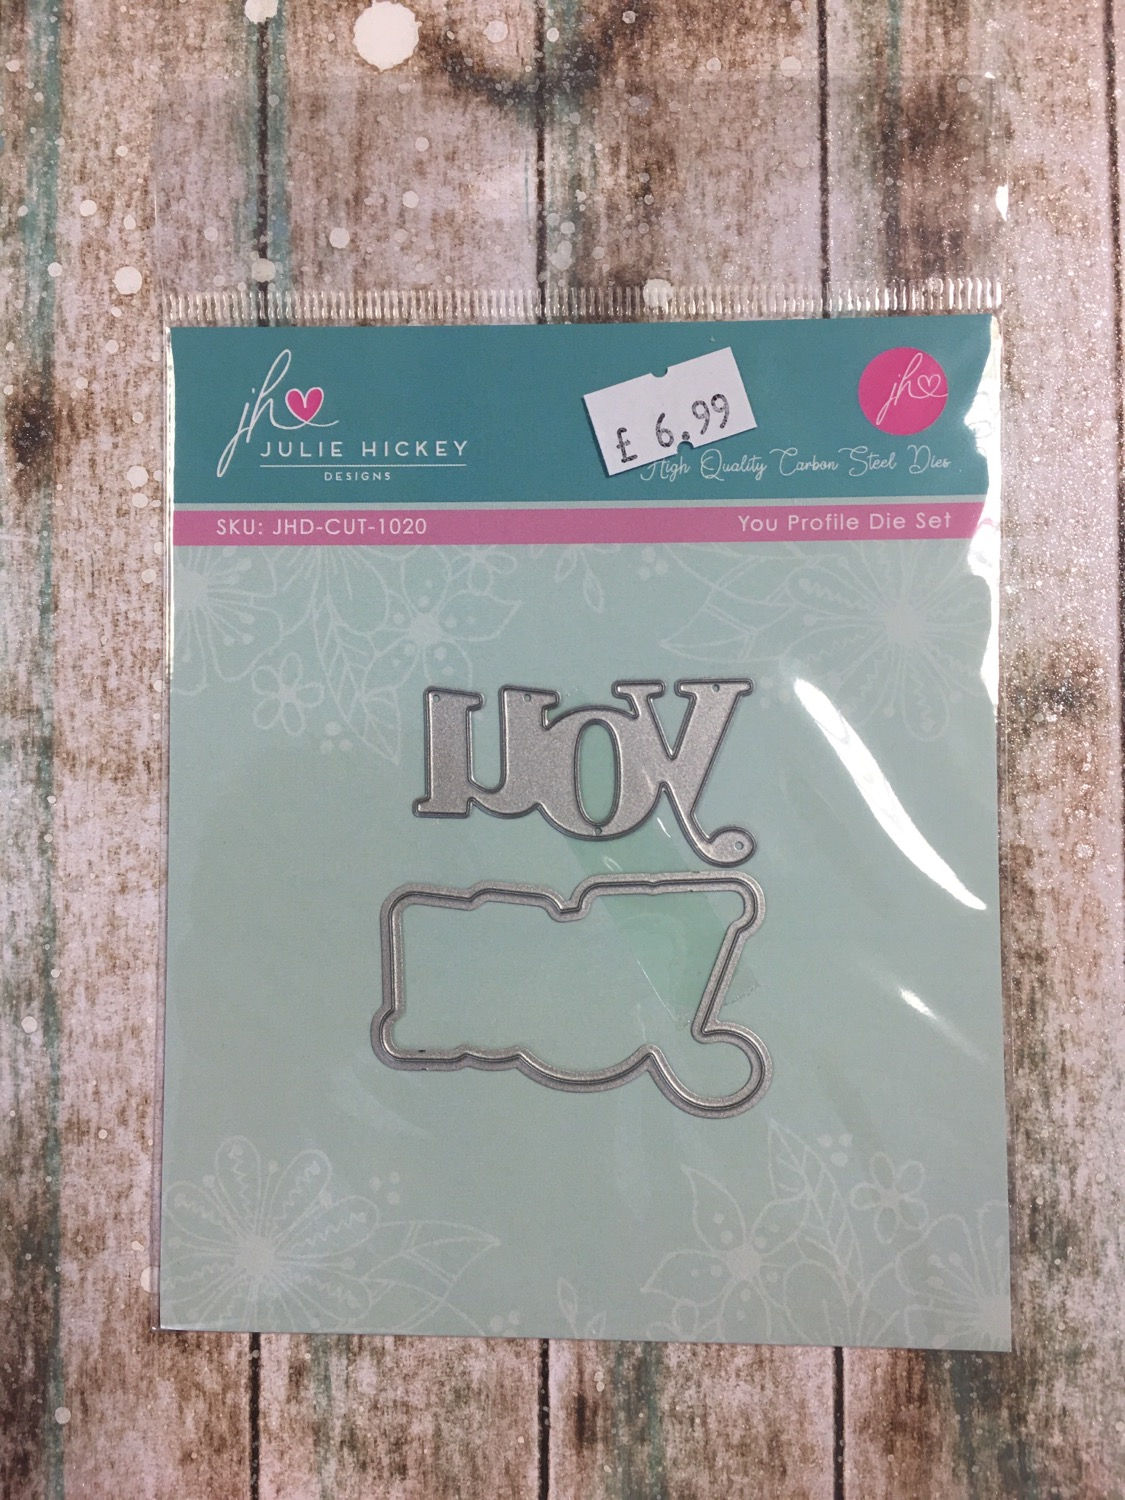 jh
JULIE HICKEY
DESIGNS
£ 6.99
jh
High Quality Carbon Steel Dies
SKU: JHD-CUT-1020
You Profile Die Set
you